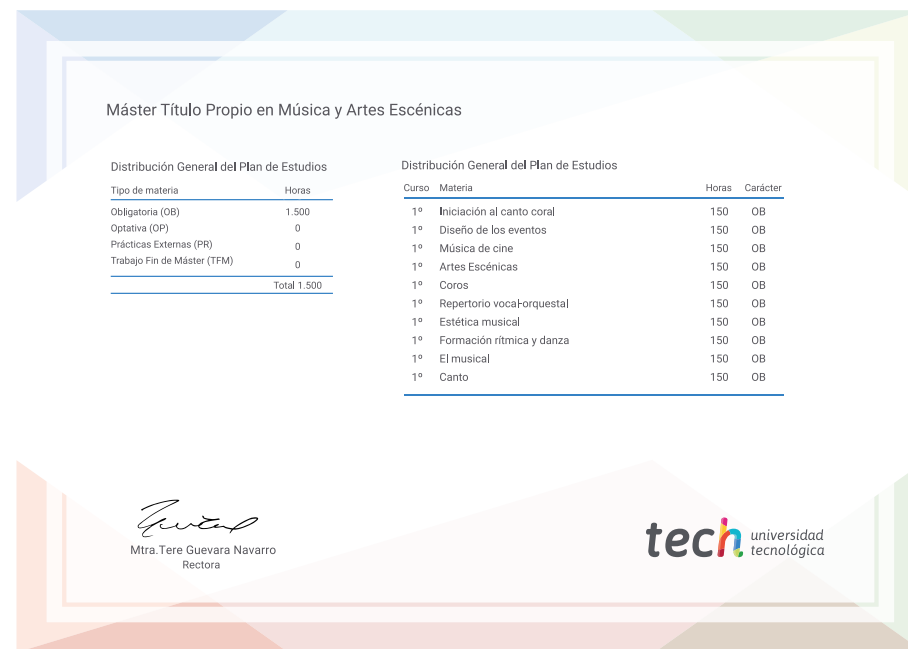 Máster Título Propio en Música y Artes Escénicas
Distribución General del Plan de Estudios
Tipo de materia Horas
Obligatoria (OB) 1.500
Optativa (OP) 0
Prácticas Externas (PR) 0
Trabajo Fin de Máster (TFM) 0
Total 1.500
Distribución General del Plan de Estudios
Curso Materia Horas Carácter
1º Iniciación al canto coral 150 OB
1º Diseño de los eventos 150 OB
1º Música de cine 150 OB
1º Artes Escénicas 150 OB
1º Coros 150 OB
1º Repertorio vocal-orquestal 150 OB
1º Estética musical 150 OB
1º Formación rítmica y danza 150 OB
1º El musical 150 OB
1º Canto 150 OB
Mtra.Tere Guevara Navarro
Rectora
tech universidad
tecnológica